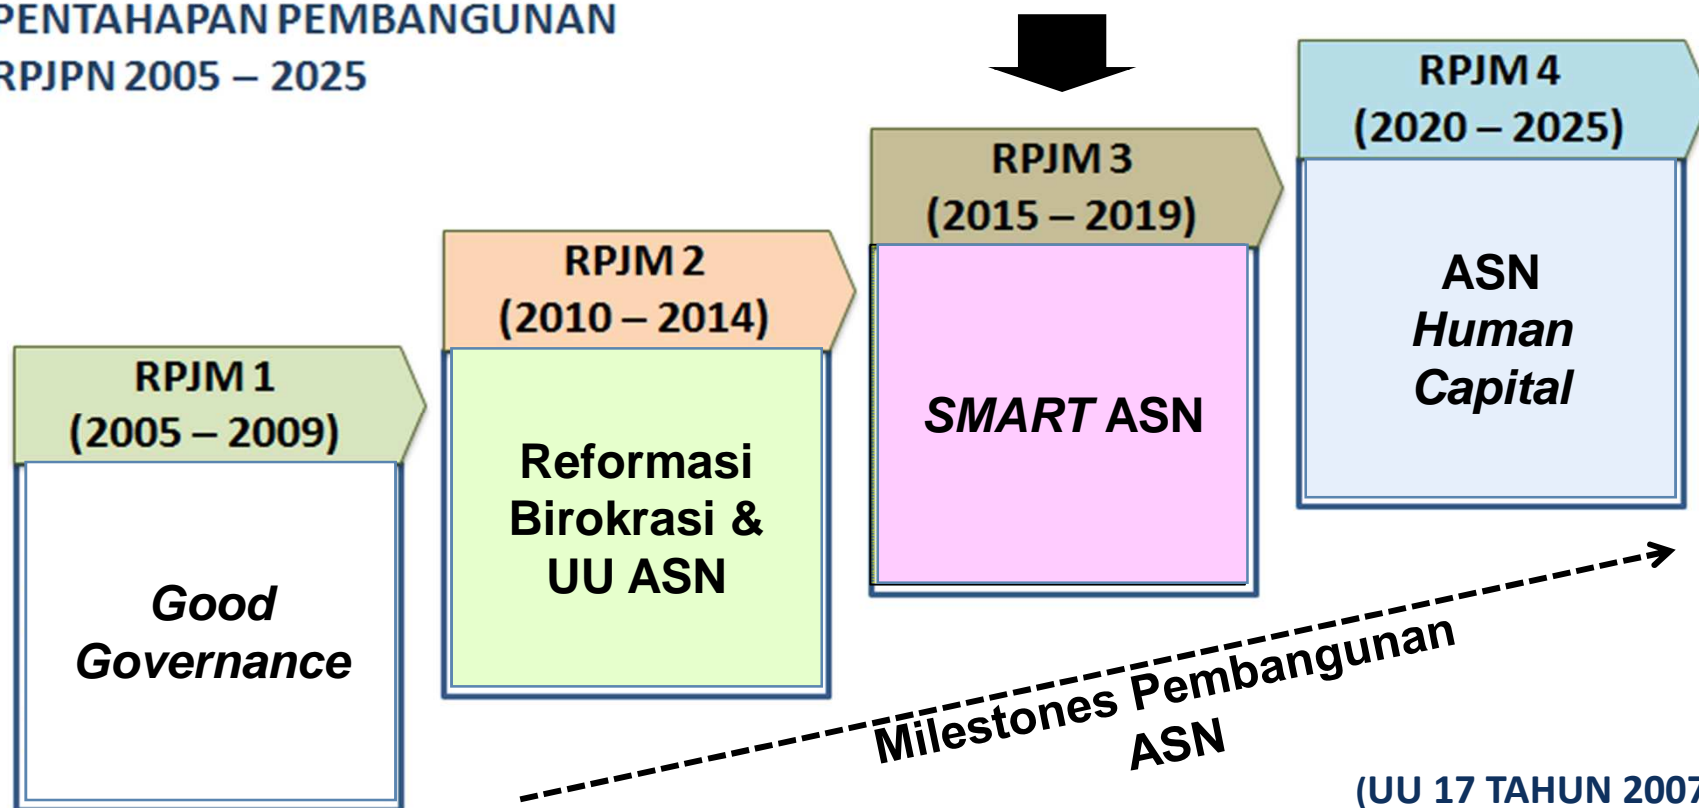 PENTAHAPAN PEMBANGUNAN
RPJPN 2005 – 2025
RPJM 1
(2005 – 2009)
Good
Governance
RPJM 2
(2010 – 2014)
Reformasi
Birokrasi &
UU ASN
RPJM 3
(2015 – 2019)
SMART ASN
RPJM 4
(2020 – 2025)
ASN
Human
Capital
Milestones Pembangunan
ASN
(UU 17 TAHUN 2007